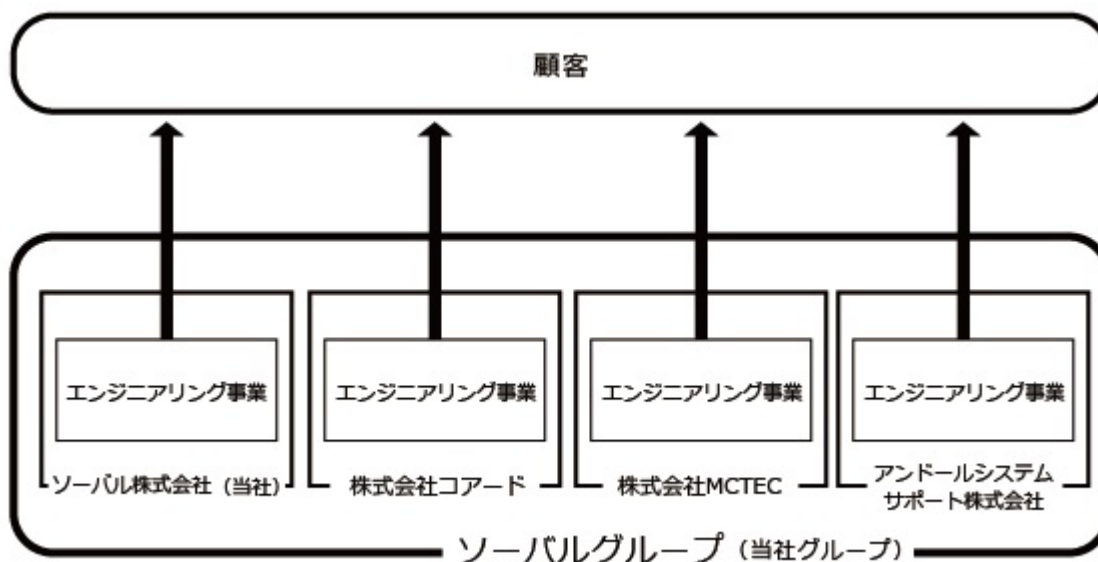 顧客
エンジニアリング事業
エンジニアリング事業
エンジニアリング事業
エンジニアリング事業
ソーバル株式会社（当社）
株式会社コアード
株式会社MCTEC
アンドールシステム
サポート株式会社
ソーバルグループ（当社グループ）